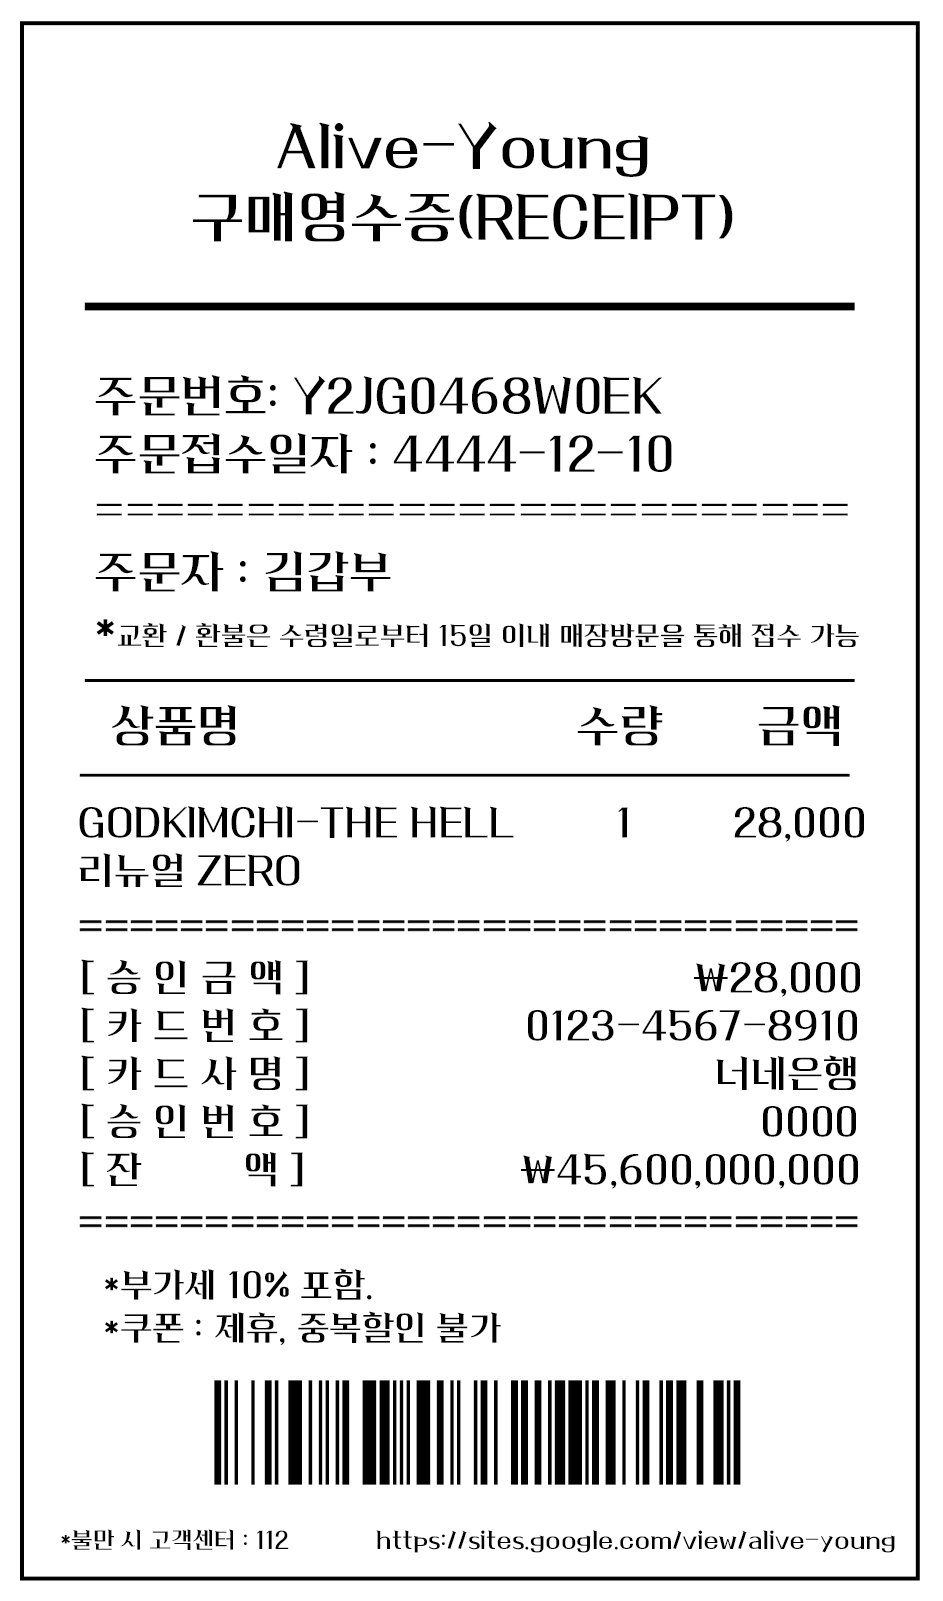 Alive-Young
구매영수증(RECEIPT)
주문번호: Y2JG0468W0EK
주문접수일자 : 4444-12-10
==========================
주문자 : 김갑부
*교환 / 환불은 수령일로부터 15일 이내 매장방문을 통해 접수 가능
상품명 수량 금액
GODKIMCHI-THE HELL 1 28,000
리뉴얼 ZERO
===============================
[ 승 인 금 액 ] ₩28,000
[ 카 드 번 호 ] 0123-4567-8910
[ 카 드 사 명 ] 너네은행
[ 승 인 번 호 ] 0000
[ 잔 액 ] ₩45,600,000,000
===============================
*부가세 10% 포함.
*쿠폰 : 제휴, 중복할인 불가
*불만 시 고객센터 : 112 https://sites.google.com/view/alive-young